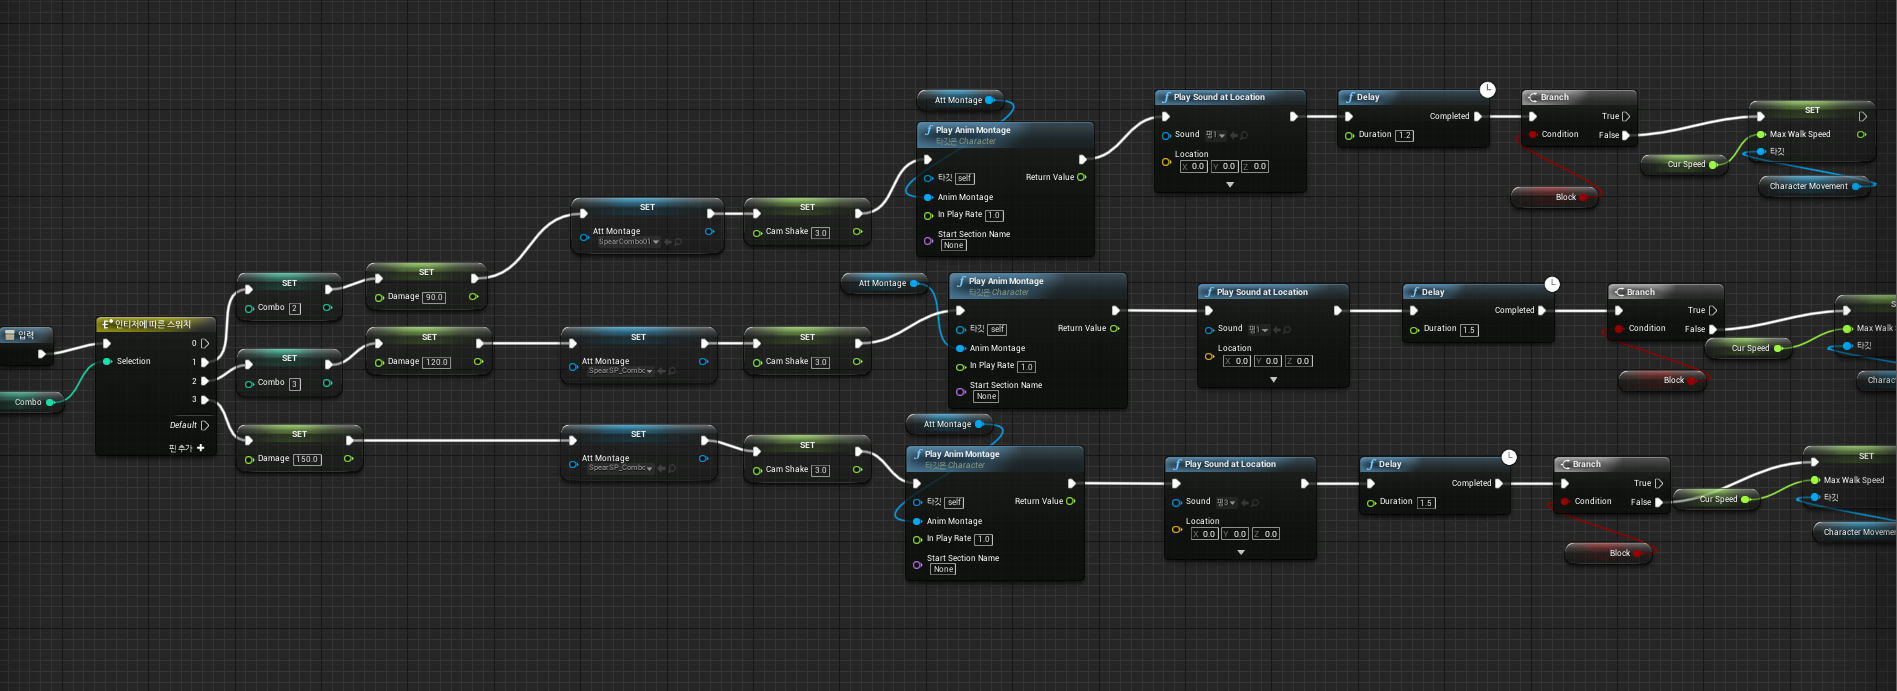 입력
Combo
인티저에 따른 스위치
Selection
0
1
2
3
Default
핀 추가
SET
Combo 2
SET
Damage 90.0
SET
Att Montage
SpearCombo01
SET
Cam Shake 3.0
Att Montage
Play Anim Montage
타깃은 Character
타깃 self
Return Value
Anim Montage
In Play Rate 1.0
Start Section Name
None
Play Sound at Location
Sound 평1
Location
X 0.0 Y 0.0 Z 0.0
Delay
Completed
Duration 1.2
Branch
True
Condition False
Block
Cur Speed
SET
Max Walk Speed
타깃
Character Movement
SET
Combo 3
SET
Damage 120.0
SET
Att Montage
SpearSP_Combc
SET
Cam Shake 3.0
Att Montage
Play Anim Montage
타깃은 Character
타깃 self
Return Value
Anim Montage
In Play Rate 1.0
Start Section Name
None
Play Sound at Location
Sound 평1
Location
X 0.0 Y 0.0 Z 0.0
Delay
Completed
Duration 1.5
Branch
True
Condition False
Block
Cur Speed
S
Max Walk
타깃
Charac
SET
Damage 150.0
SET
Att Montage
SpearSP_Combc
SET
Cam Shake 3.0
Att Montage
Play Anim Montage
타깃은 Character
타깃 self
Return Value
Anim Montage
In Play Rate 1.0
Start Section Name
None
Play Sound at Location
Sound 평3
Location
X 0.0 Y 0.0 Z 0.0
Delay
Completed
Duration 1.5
Branch
True
Condition False
Block
Cur Speed
SET
Max Walk Speed
타깃
Character Movemer